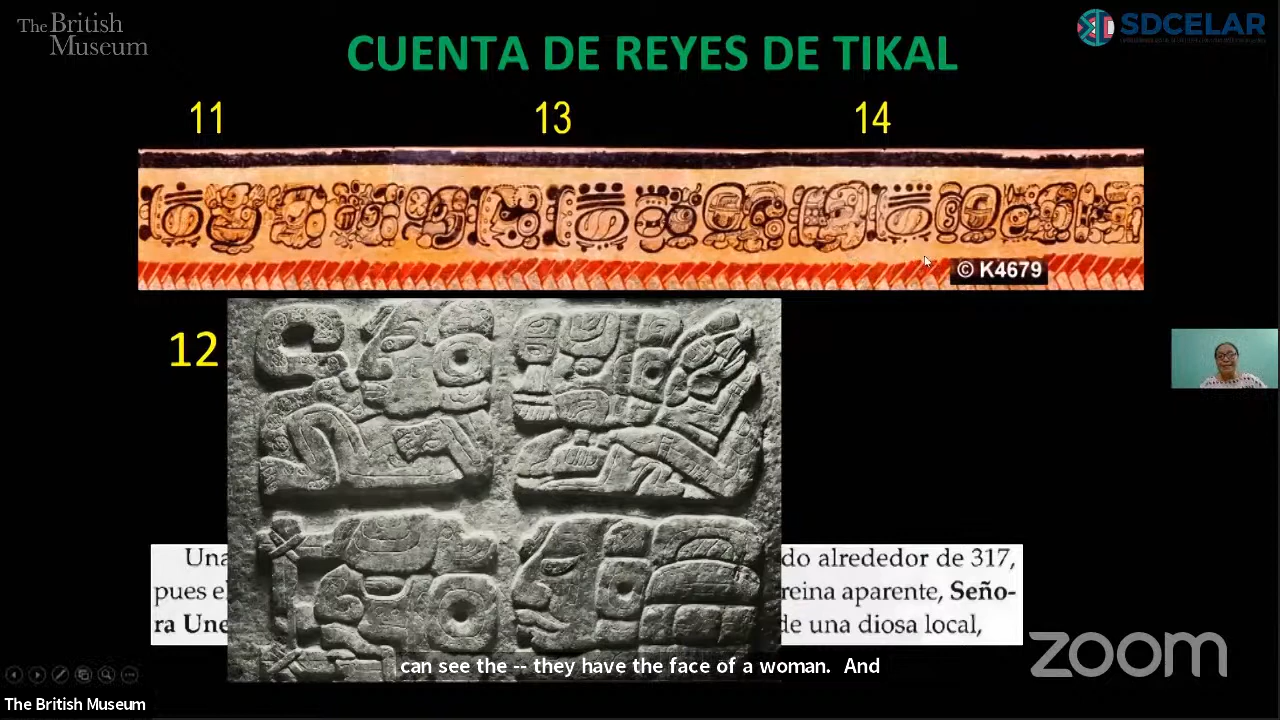 The British
Museum
SDCELAR
CUENTA DE REYES DE TIKAL
11
13
14
© K4679
12
Una
do alrededor de 317,
pues el
reina aparente, Seño-
ra Une
de una diosa local,
can see the -- they have the face of a woman. And
zoom
The British Museum